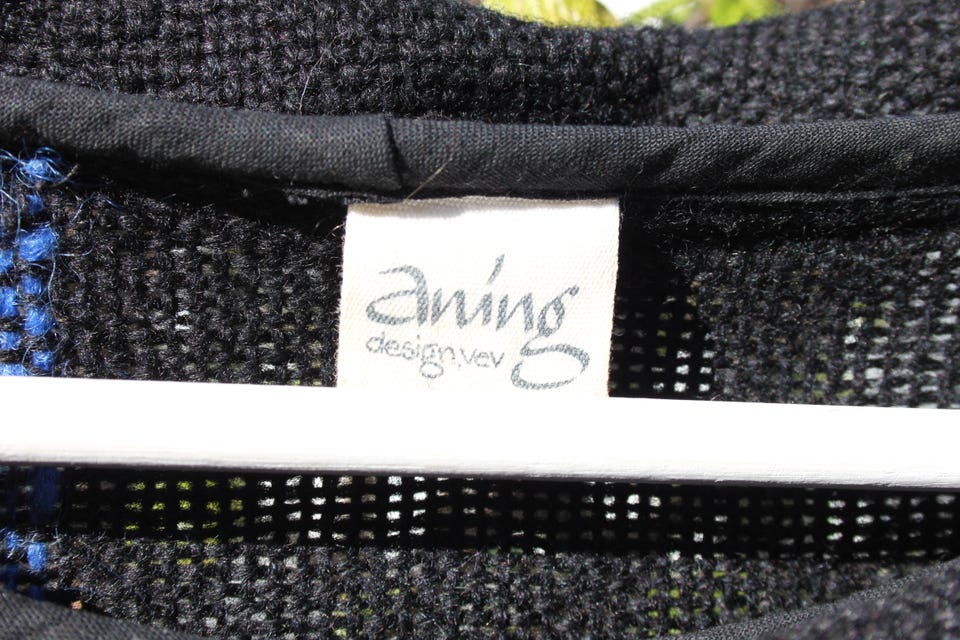 aning
design, vev